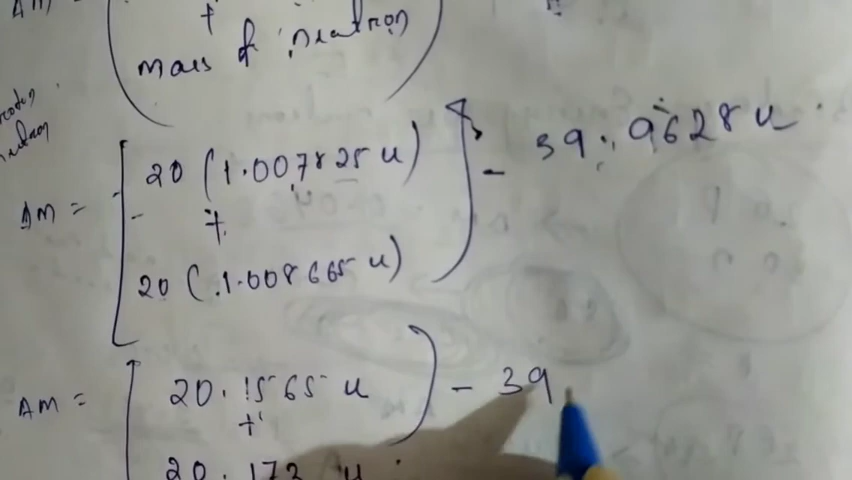 +
mass of neutron
ΔM = [ 20 (1.007825 u)
+
20 (1.008665 u) ] - 39.9628 u
ΔM = [ 20.1565 u
+
20.173 u ) - 39